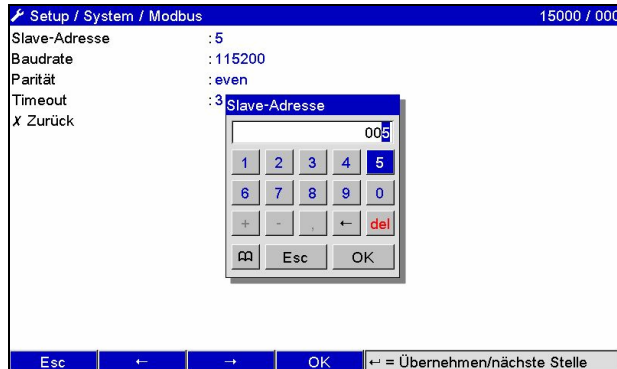 Setup / System / Modbus 15000 / 000
Slave-Adresse : 5
Baudrate : 115200
Parität : even
Timeout : 3
X Zurück
Slave-Adresse
005
1 2 3 4 5
6 7 8 9 0
+ - , ← del
Esc OK
Esc ← → OK ↵ = Übernehmen/nächste Stelle